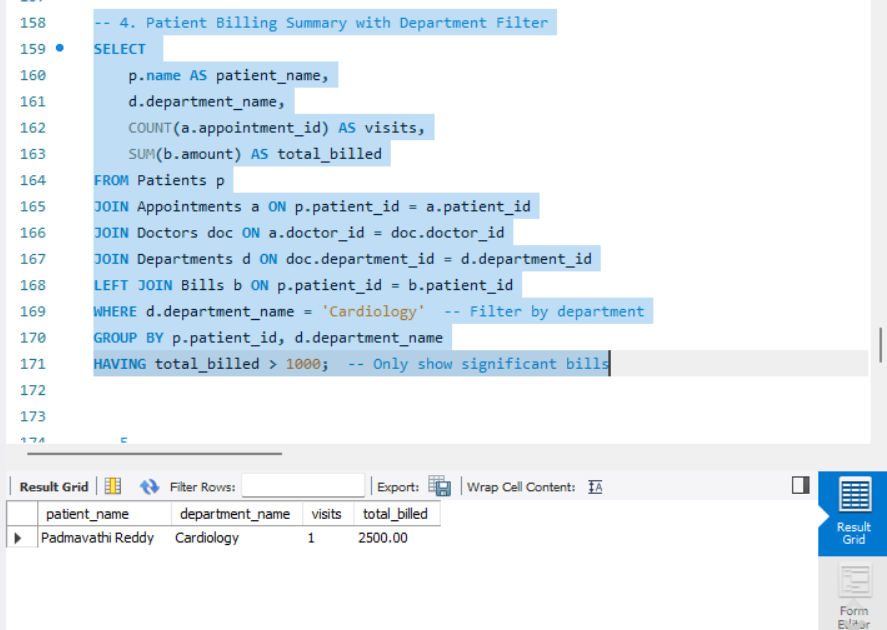 158 -- 4. Patient Billing Summary with Department Filter
159 SELECT
160 p.name AS patient_name,
161 d.department_name,
162 COUNT(a.appointment_id) AS visits,
163 SUM(b.amount) AS total_billed
164 FROM Patients p
165 JOIN Appointments a ON p.patient_id = a.patient_id
166 JOIN Doctors doc ON a.doctor_id = doc.doctor_id
167 JOIN Departments d ON doc.department_id = d.department_id
168 LEFT JOIN Bills b ON p.patient_id = b.patient_id
169 WHERE d.department_name = 'Cardiology' -- Filter by department
170 GROUP BY p.patient_id, d.department_name
171 HAVING total_billed > 1000; -- Only show significant bills
172
173
Result Grid Filter Rows: Export: Wrap Cell Content:
patient_name department_name visits total_billed
Padmavathi Reddy Cardiology 1 2500.00
Result
Grid
Form
Editor